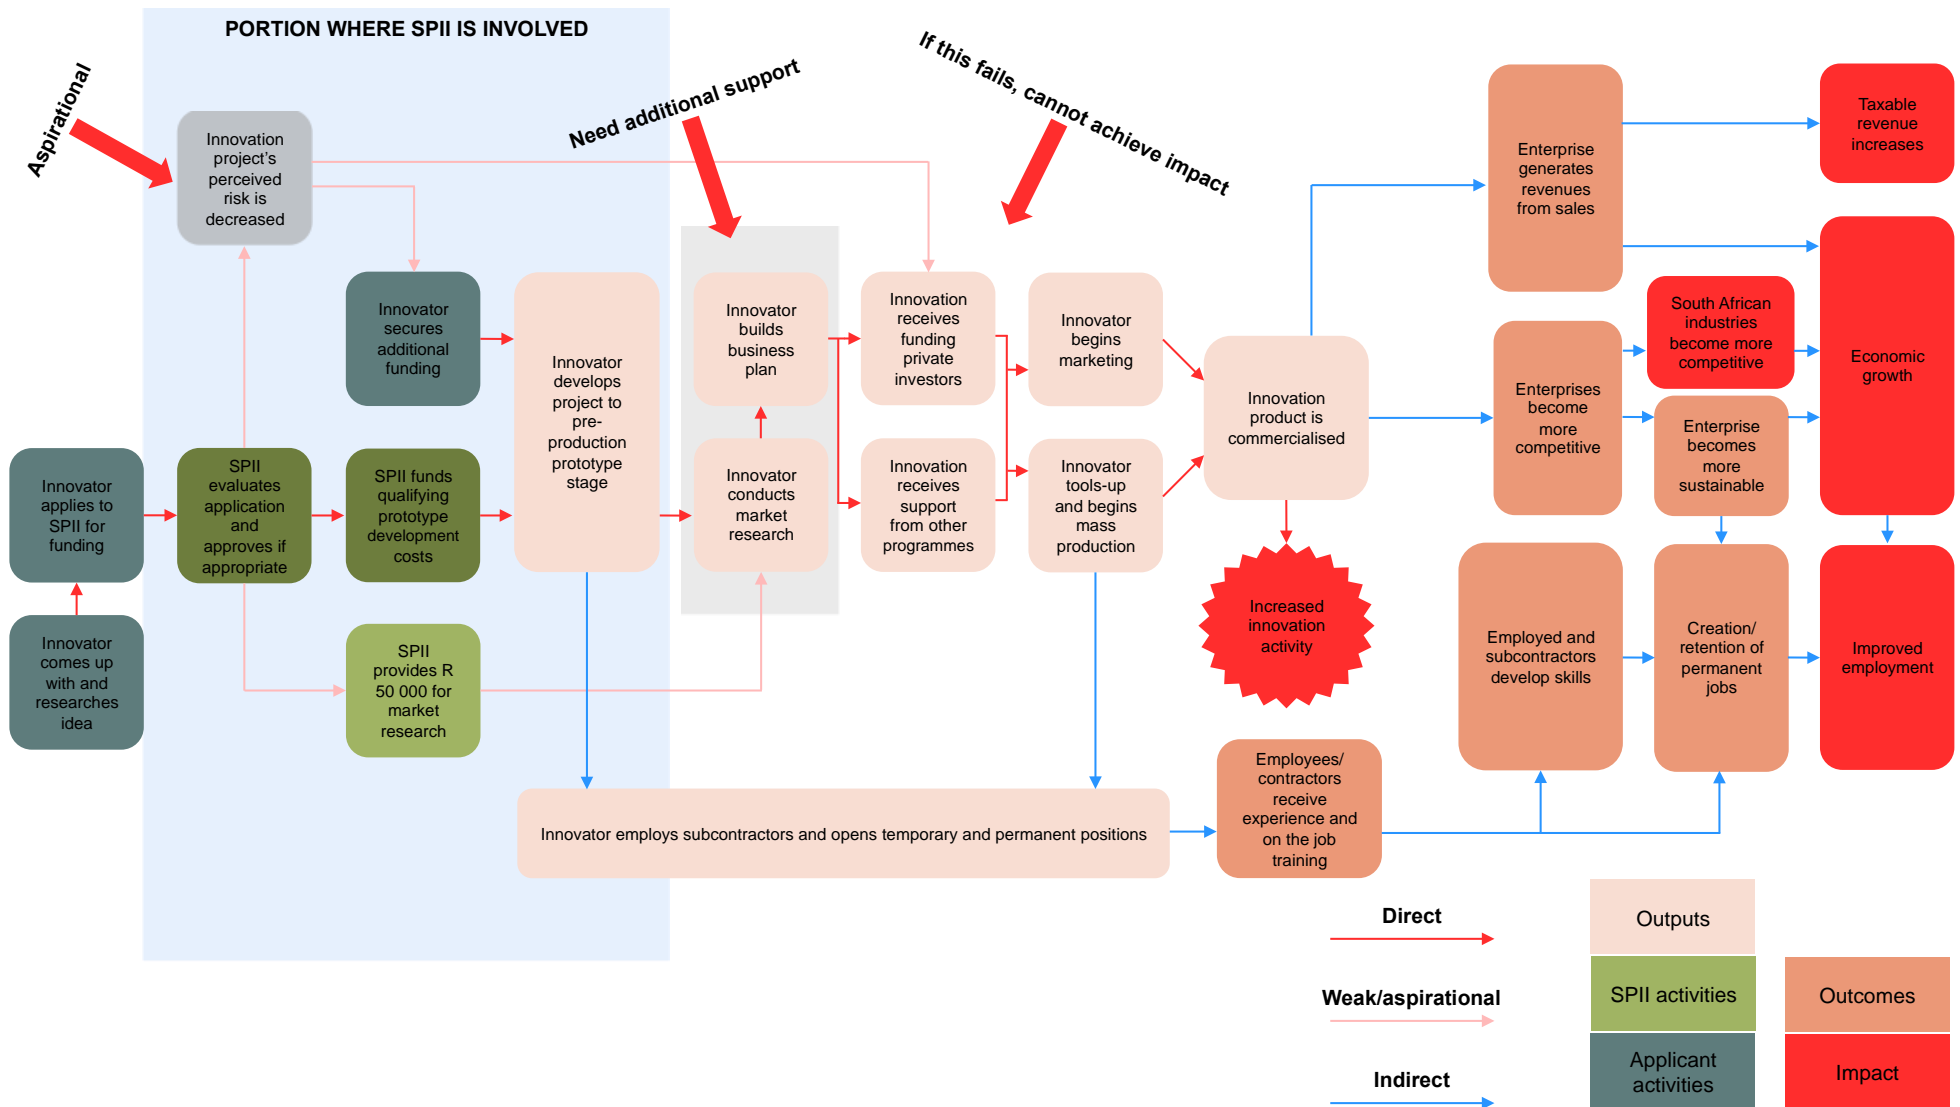 PORTION WHERE SPII IS INVOLVED
Aspirational
Need additional support
If this fails, cannot achieve impact
Innovation
project's
perceived
risk is
decreased
Innovator
secures
additional
funding
Innovator
develops
project to
pre-
production
prototype
stage
Innovator
applies to
SPII for
funding
SPII
evaluates
application
and
approves if
appropriate
SPII funds
qualifying
prototype
development
costs
Innovator
comes up
with and
researches
idea
SPII
provides R
50 000 for
market
research
Innovator
builds
business
plan
Innovator
conducts
market
research
Innovation
receives
funding
private
investors
Innovation
receives
support
from other
programmes
Innovator
begins
marketing
Innovator
tools-up
and begins
mass
production
Innovation
product is
commercialised
Increased
innovation
activity
Innovator employs subcontractors and opens temporary and permanent positions
Employees/
contractors
receive
experience and
on the job
training
Enterprise
generates
revenues
from sales
Taxable
revenue
increases
Enterprises
become
more
competitive
South African
industries
become more
competitive
Enterprise
becomes
more
sustainable
Economic
growth
Employed and
subcontractors
develop skills
Creation/
retention of
permanent
jobs
Improved
employment
Direct
Weak/aspirational
Indirect
Outputs
SPII activities
Outcomes
Applicant
activities
Impact